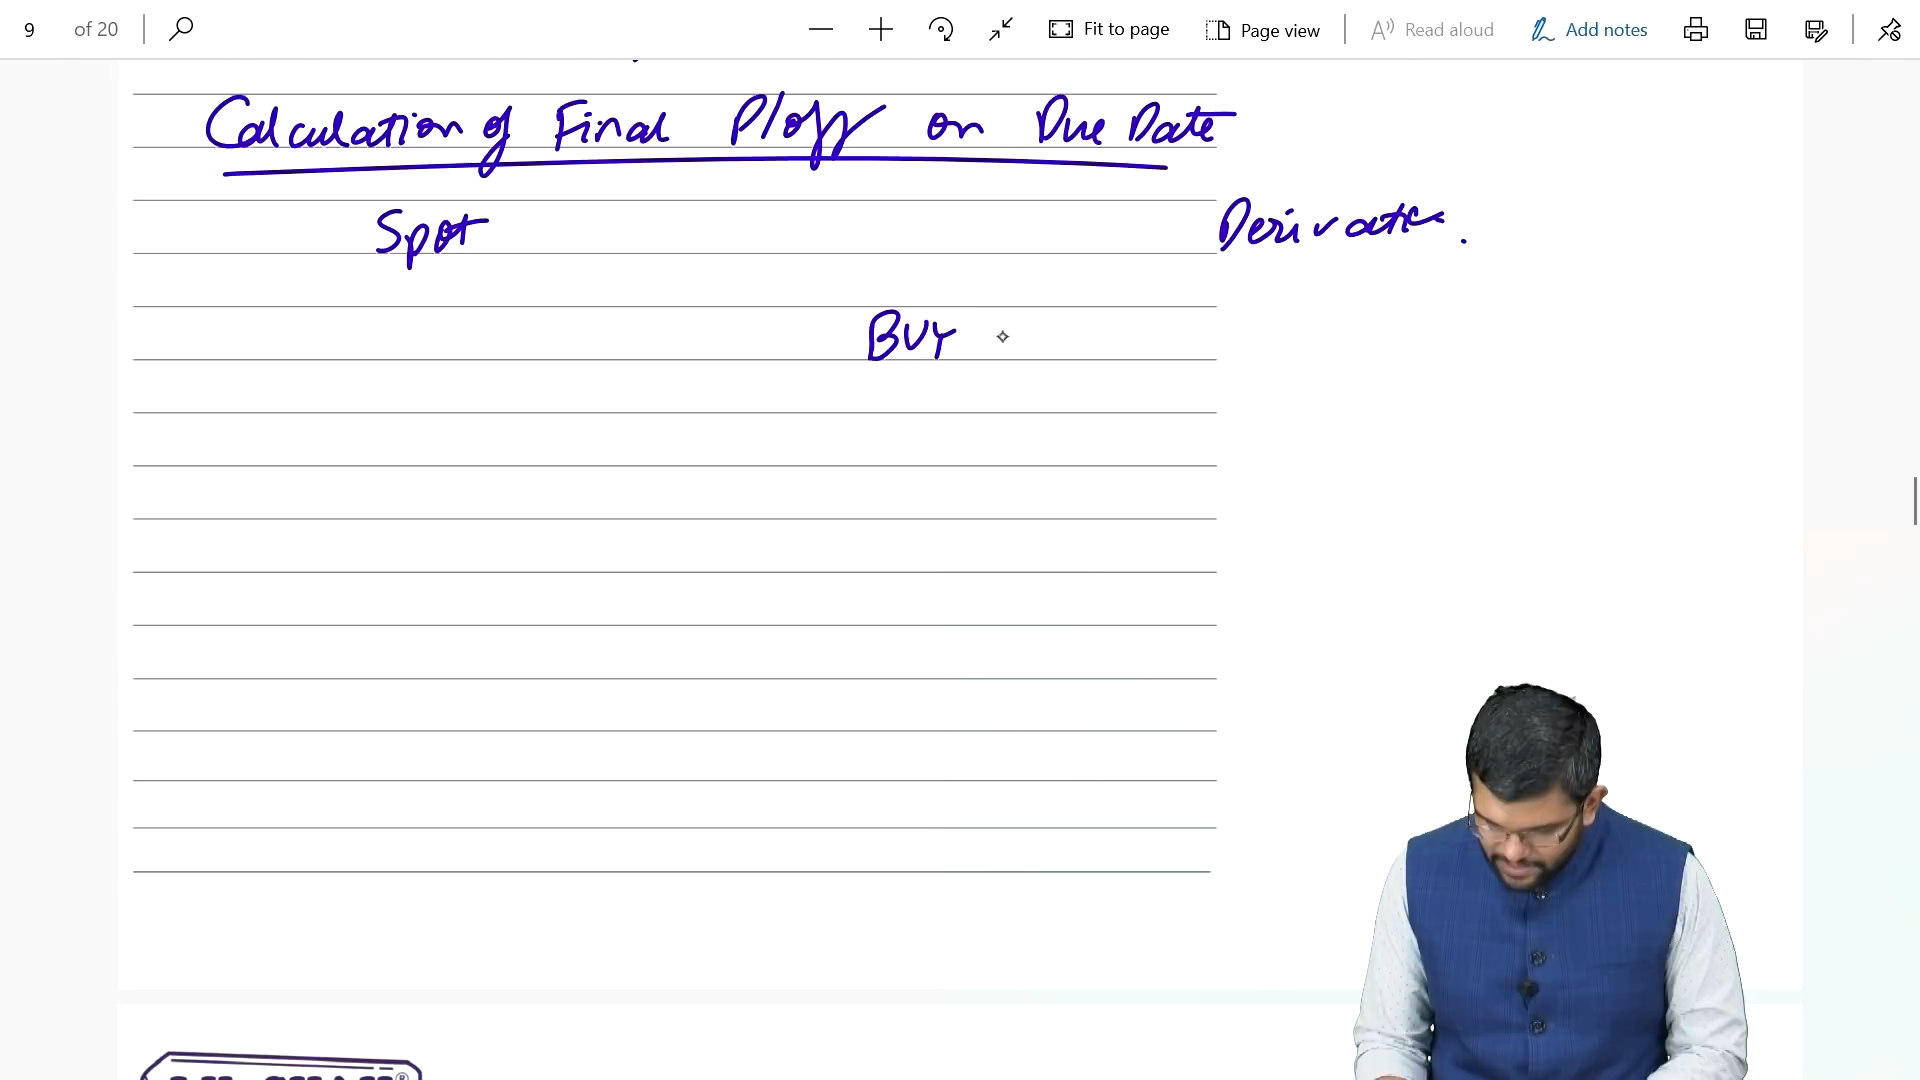 9 of 20 Fit to page Page view Read aloud Add notes
Calculation of Final P/off on Due Date
Spot Derivative.
BUY